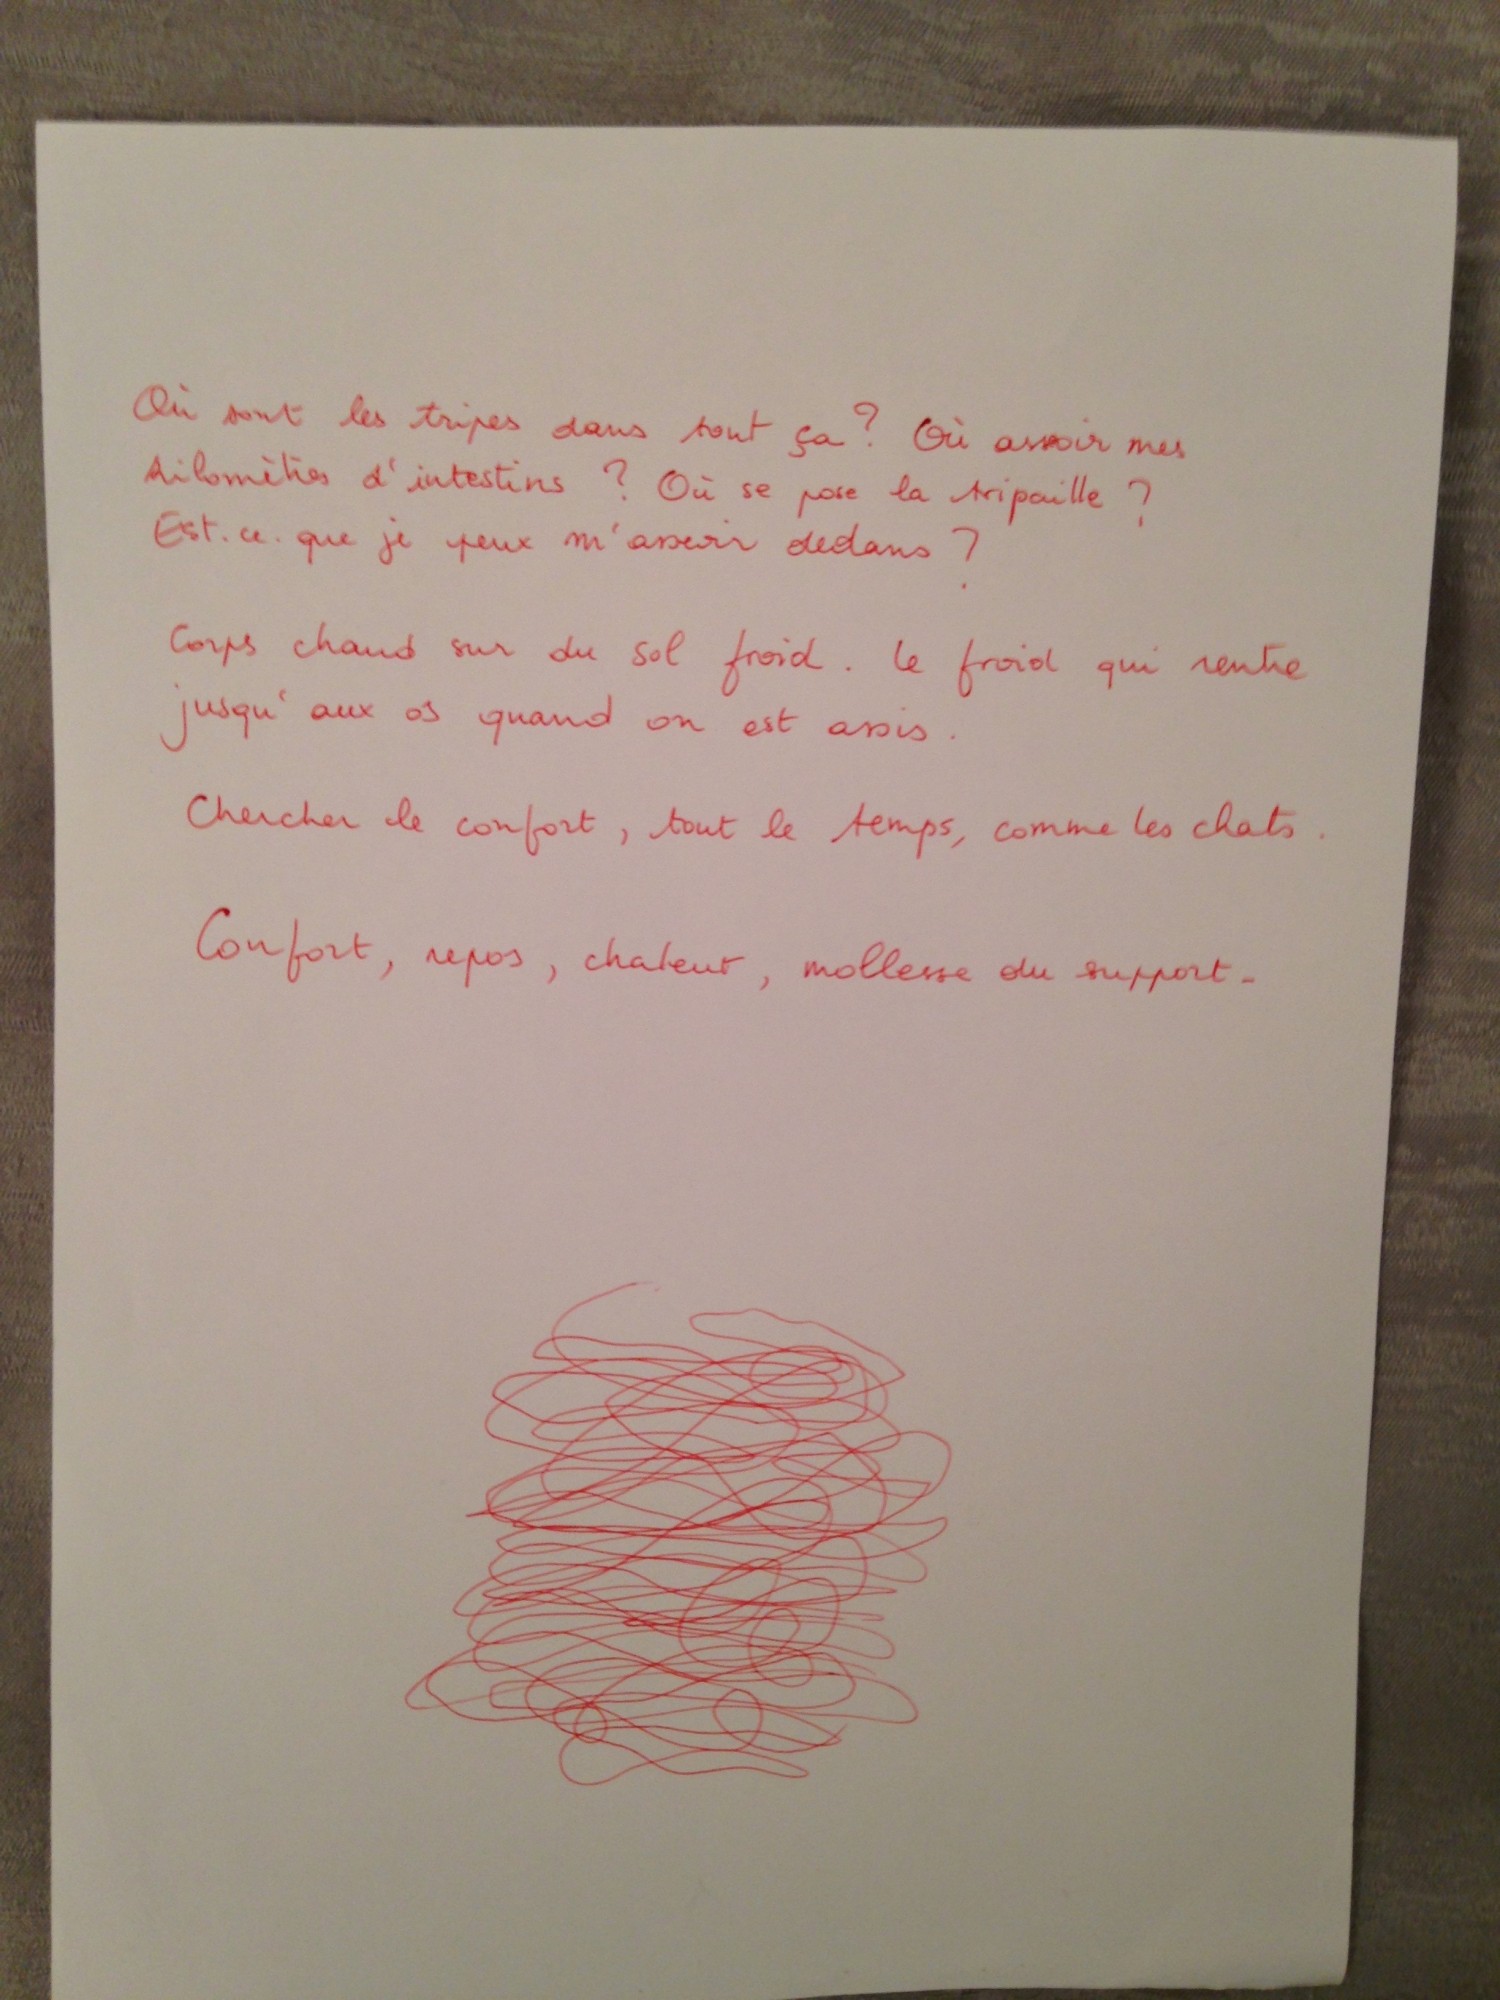 Où sont les tripes dans tout ça ? Où assoir mes
kilomètres d'intestins ? Où se pose la tripaille ?
Est-ce-que je peux m'asseoir dedans ?
Corps chaud sur du sol froid. Le froid qui rentre
jusqu'aux os quand on est assis.
Chercher le confort, tout le temps, comme les chats.
Confort, repos, chaleur, mollesse du support.